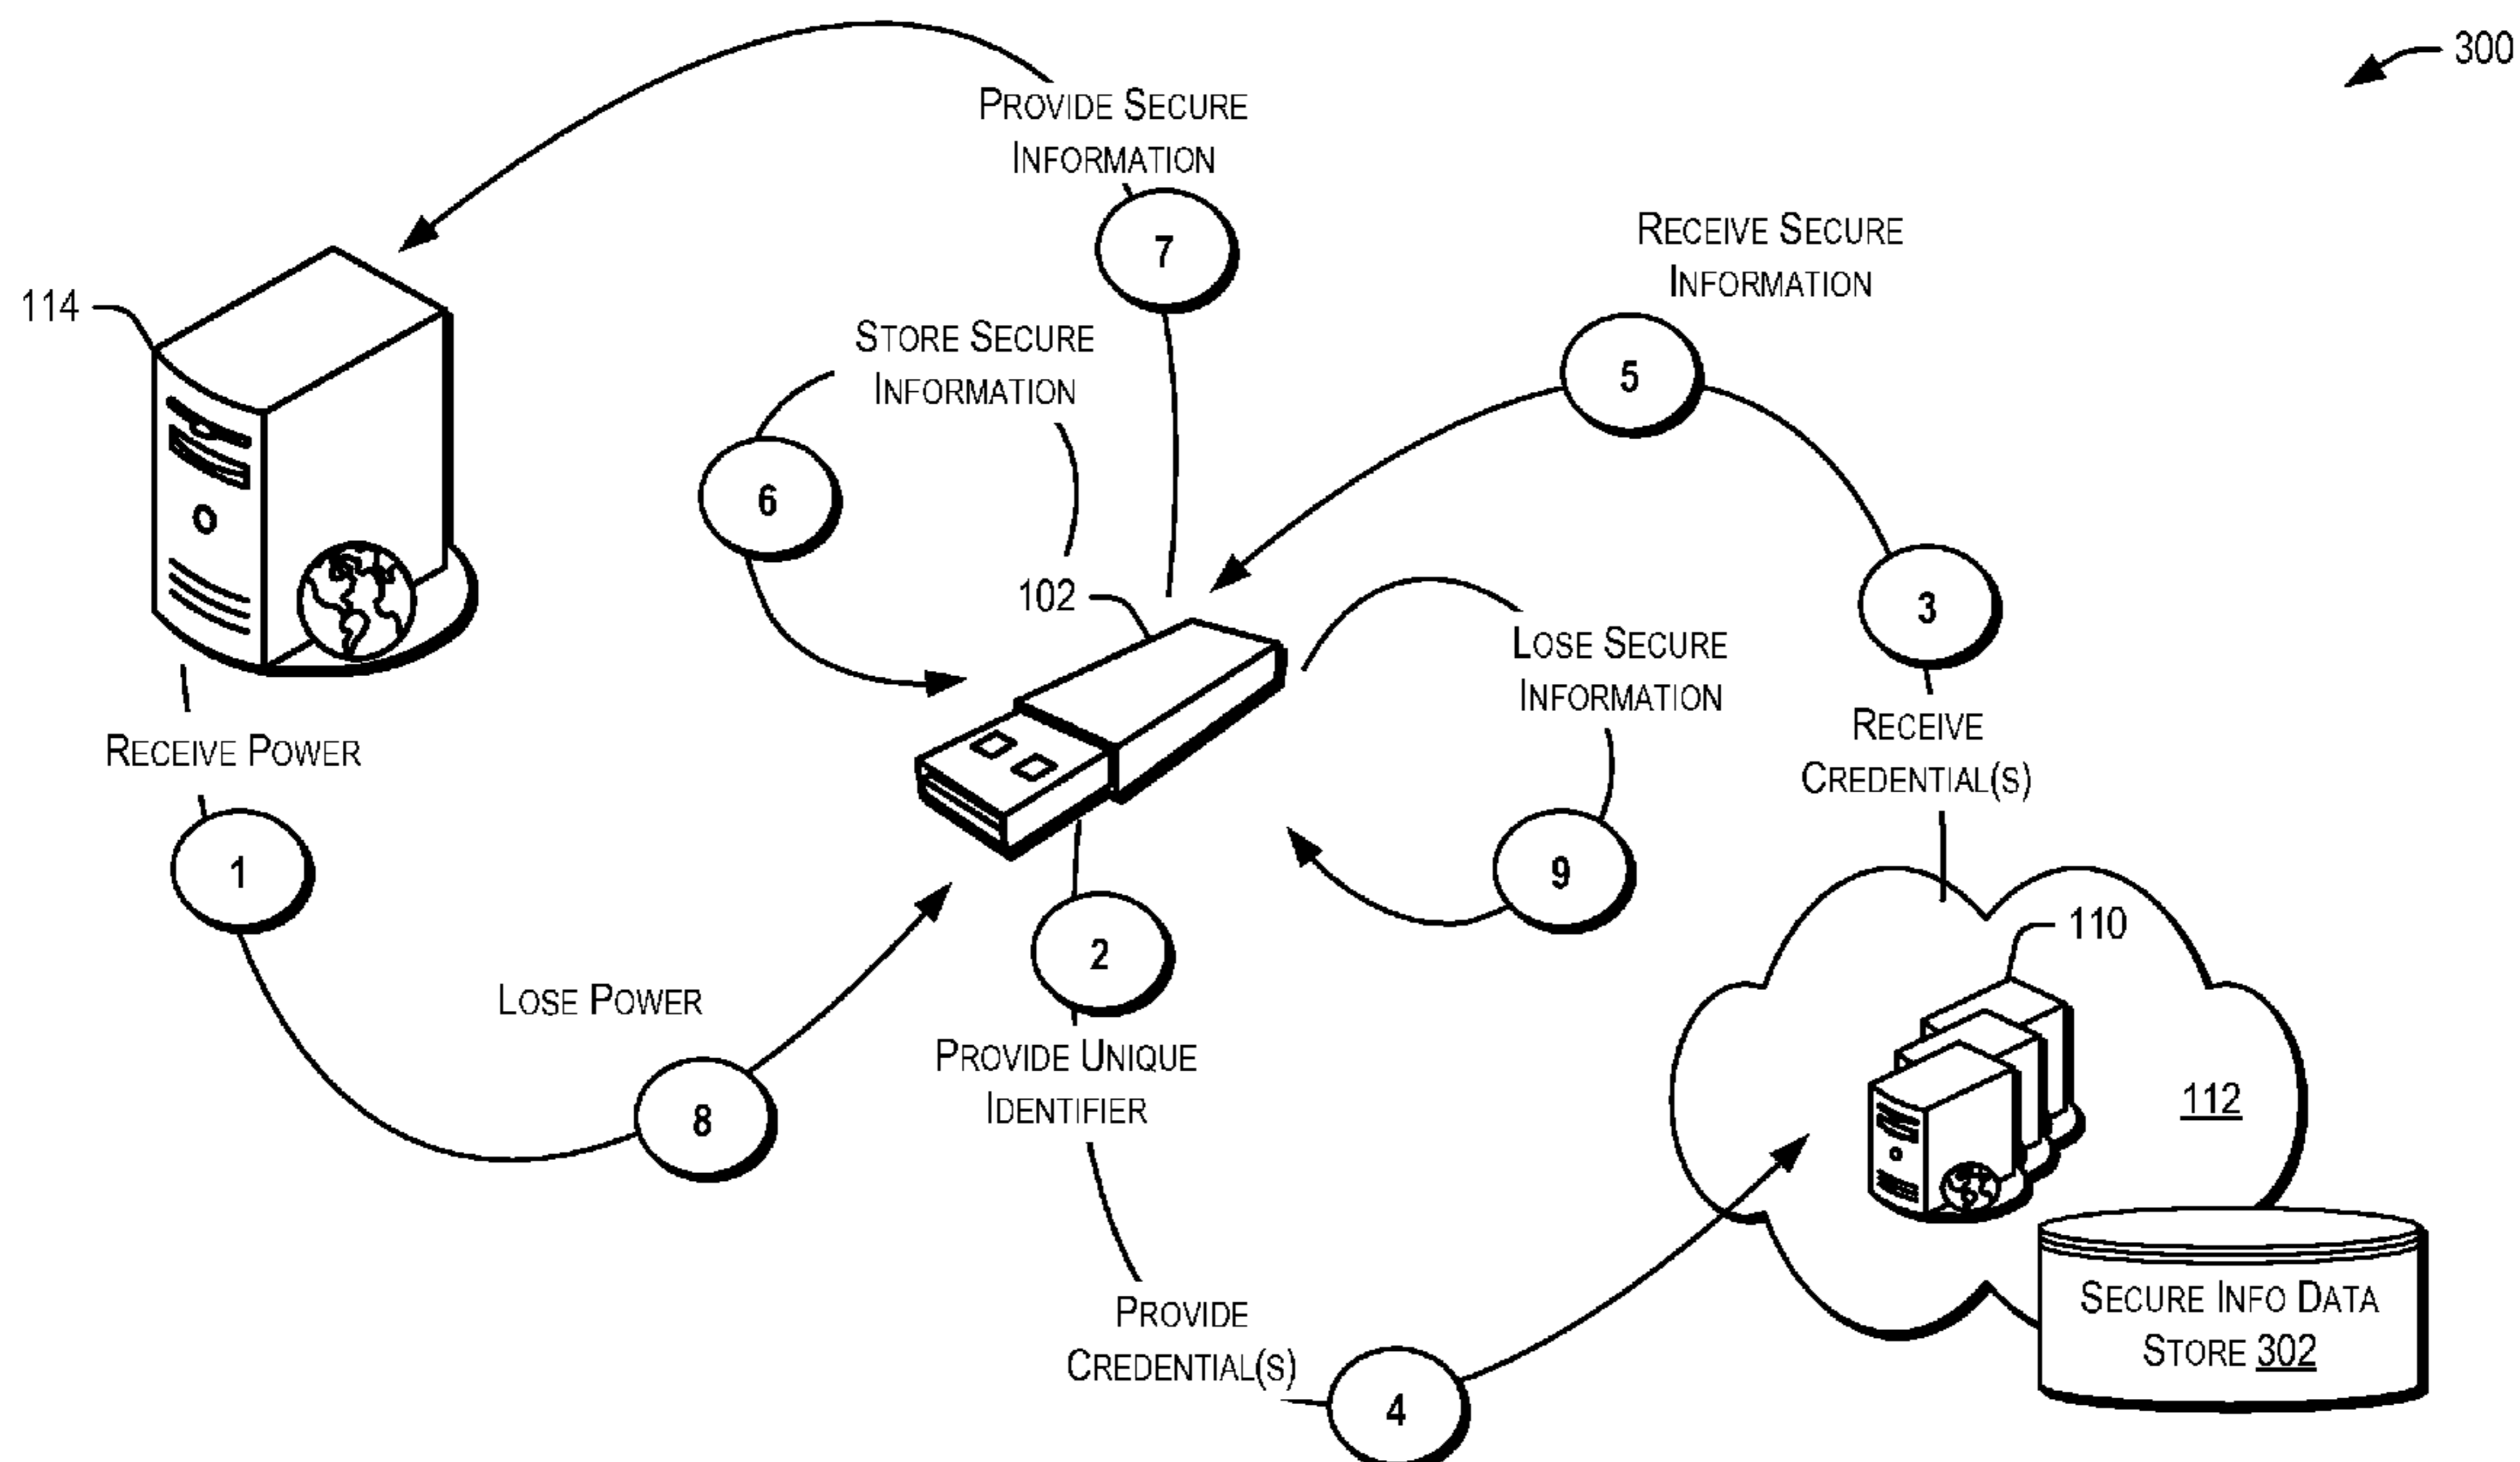 300
PROVIDE SECURE
INFORMATION
7
RECEIVE SECURE
INFORMATION
114
STORE SECURE
INFORMATION
5
6
102
3
LOSE SECURE
INFORMATION
RECEIVE
CREDENTIAL(S)
RECEIVE POWER
1
9
110
2
LOSE POWER
PROVIDE UNIQUE
IDENTIFIER
8
112
PROVIDE
CREDENTIAL(S)
4
SECURE INFO DATA
STORE 302